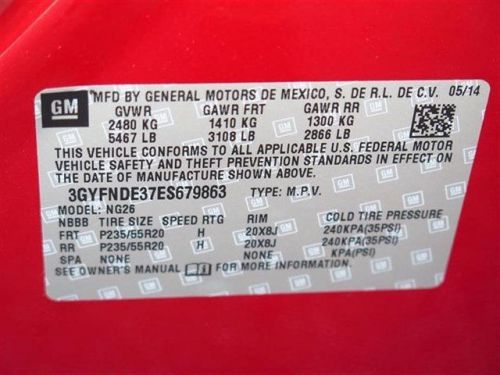 GM
MFD BY GENERAL MOTORS DE MEXICO, S. DE R.L. DE C.V. 05/14
GVWR GAWR FRT GAWR RR
2480 KG 1410 KG 1300 KG
5467 LB 3108 LB 2866 LB
THIS VEHICLE CONFORMS TO ALL APPLICABLE U.S. FEDERAL MOTOR
VEHICLE SAFETY AND THEFT PREVENTION STANDARDS IN EFFECT
ON THE DATE OF MANUFACTURE SHOWN ABOVE.
3GYFNDE37ES679863 TYPE: M.P.V.
MODEL: NG26
NBBB TIRE SIZE SPEED RTG RIM COLD TIRE PRESSURE
FRT P235/55R20 H 20X8J 240KPA(35PSI)
RR P235/55R20 H 20X8J 240KPA(35PSI)
SPA NONE NONE KPA(PSI)
SEE OWNER'S MANUAL FOR MORE INFORMATION.